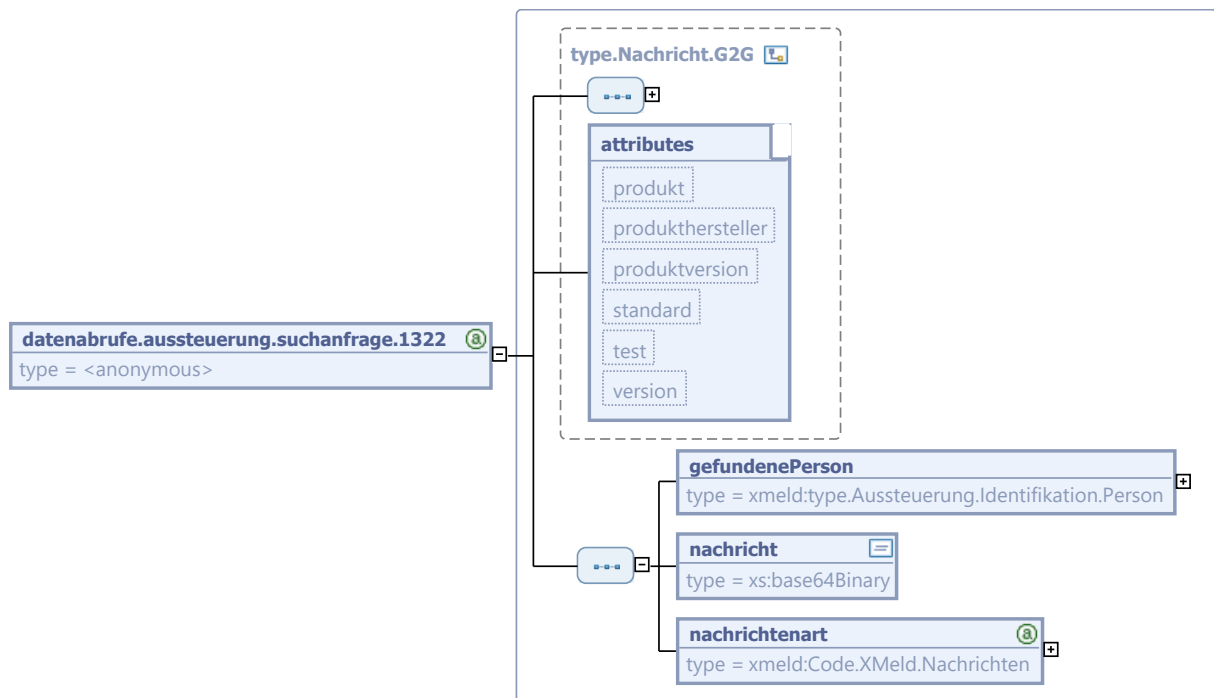 type.Nachricht.G2G
attributes
produkt
produkthersteller
produktversion
standard
test
version
datenabrufe.aussteuerung.suchanfrage.1322
type = <anonymous>
gefundenePerson
type = xmeld:type.Aussteuerung.Identifikation.Person
nachricht
type = xs:base64Binary
nachrichtenart
type = xmeld:Code.XMeld.Nachrichten